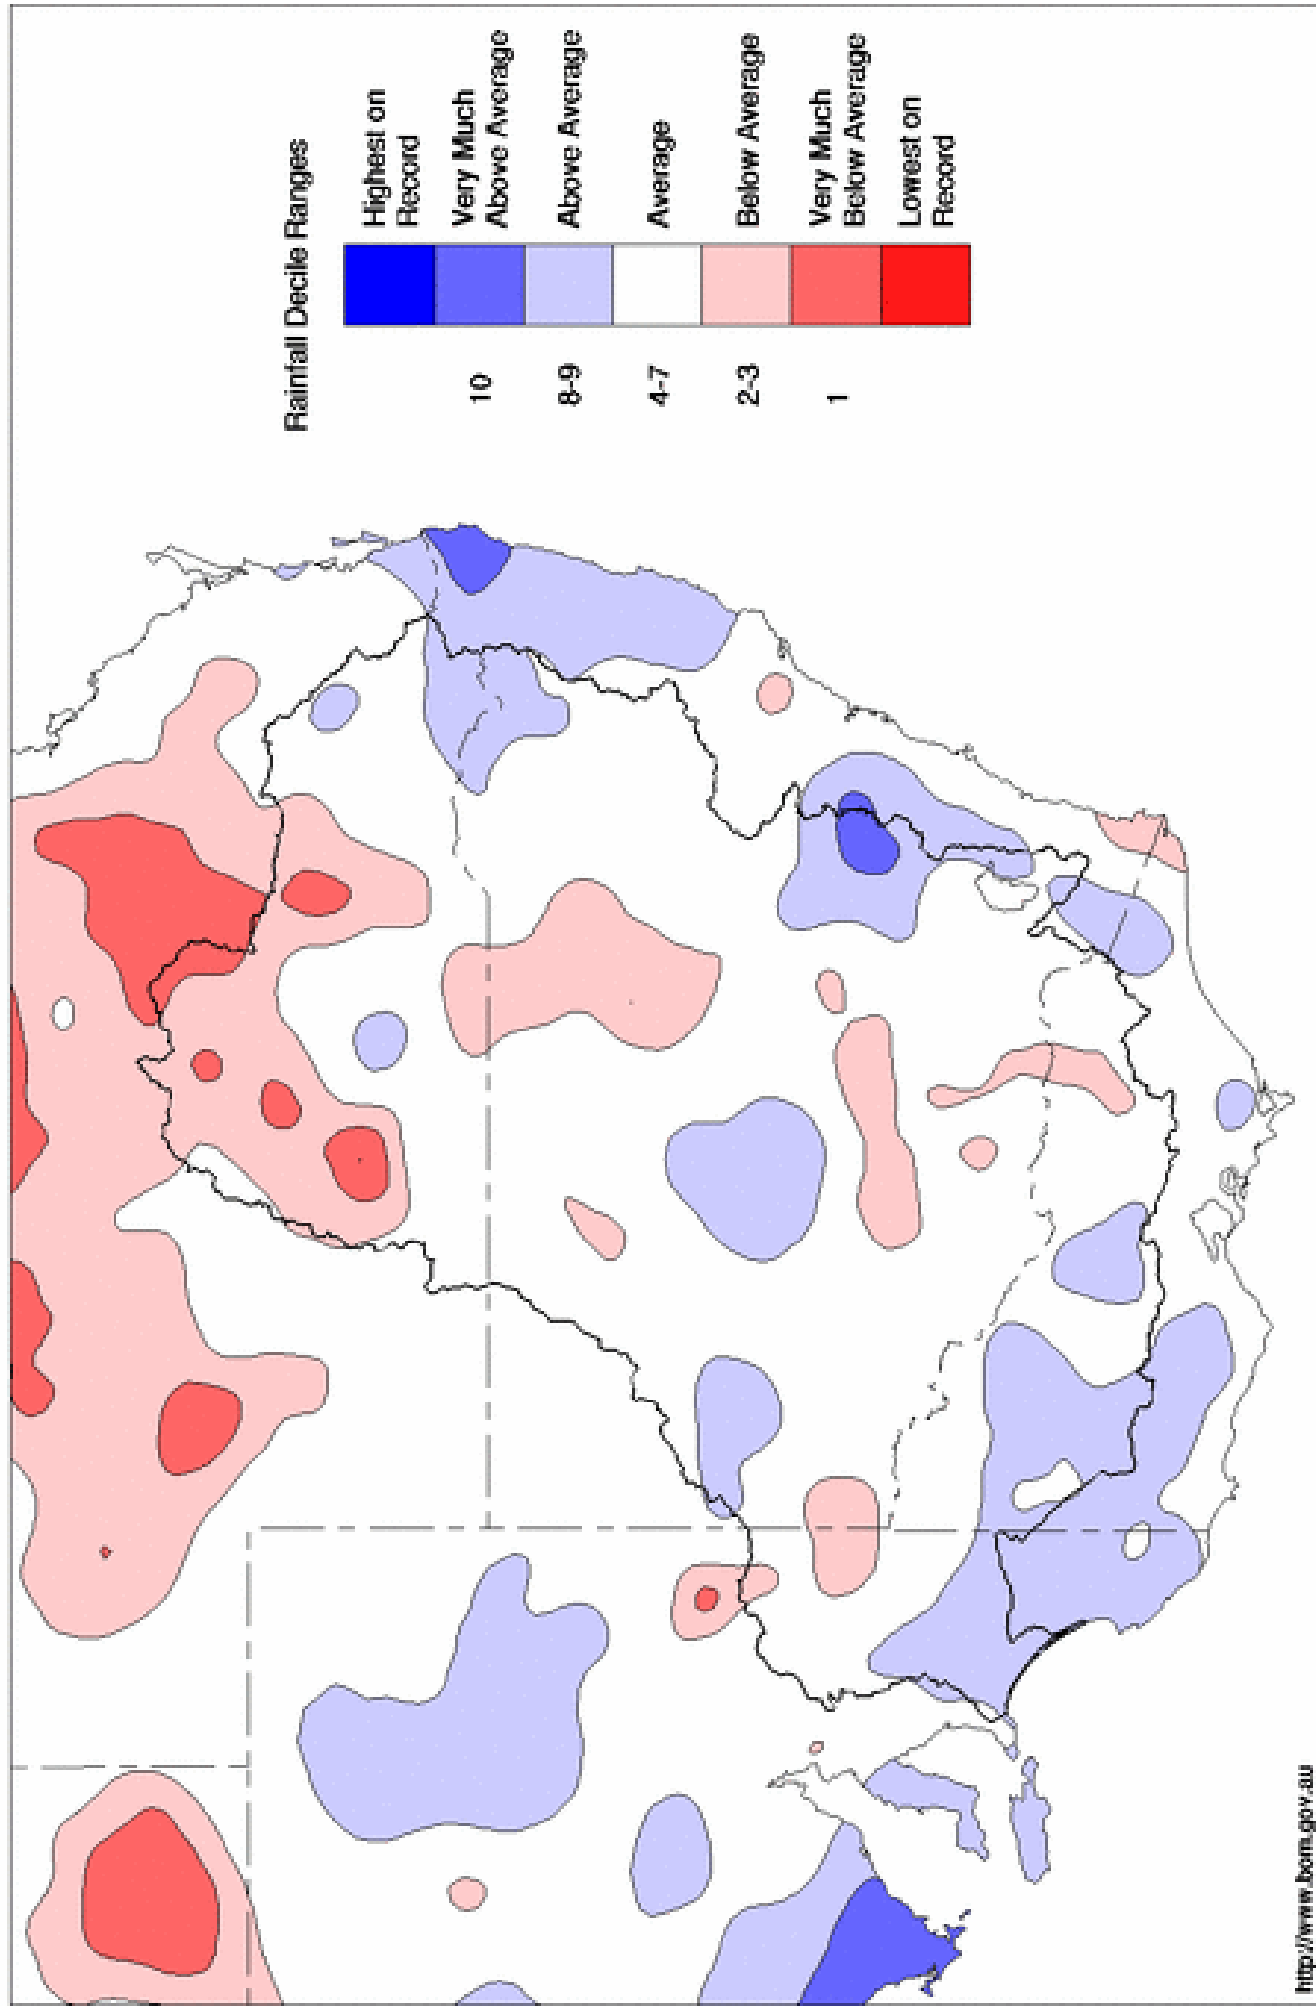 Rainfall Decile Ranges
Highest on
Record
10
Very Much
Above Average
8-9
Above Average
4-7
Average
2-3
Below Average
1
Very Much
Below Average
Lowest on
Record
http://www.bom.gov.au